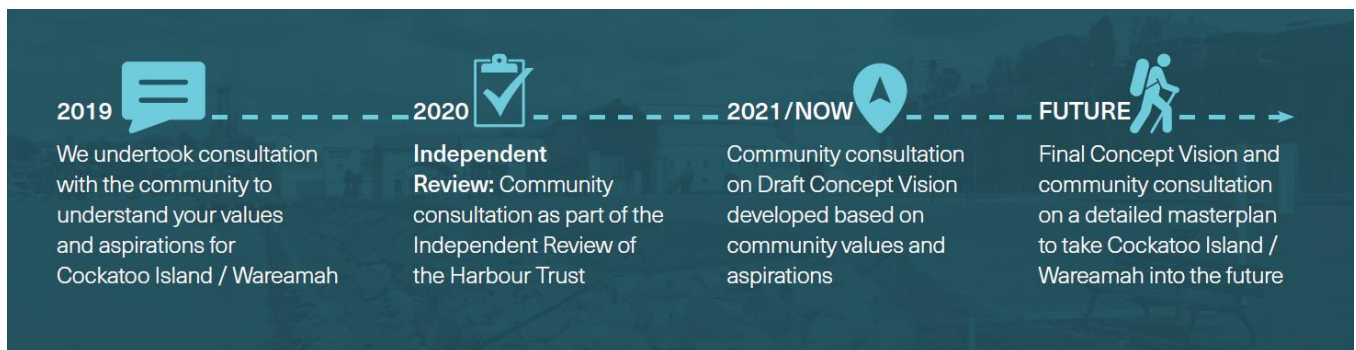 2019
We undertook consultation
with the community to
understand your values
and aspirations for
Cockatoo Island / Wareamah
2020
Independent
Review: Community
consultation as part of the
Independent Review of
the Harbour Trust
2021/NOW
Community consultation
on Draft Concept Vision
developed based on
community values and
aspirations
FUTURE
Final Concept Vision and
community consultation
on a detailed masterplan
to take Cockatoo Island /
Wareamah into the future